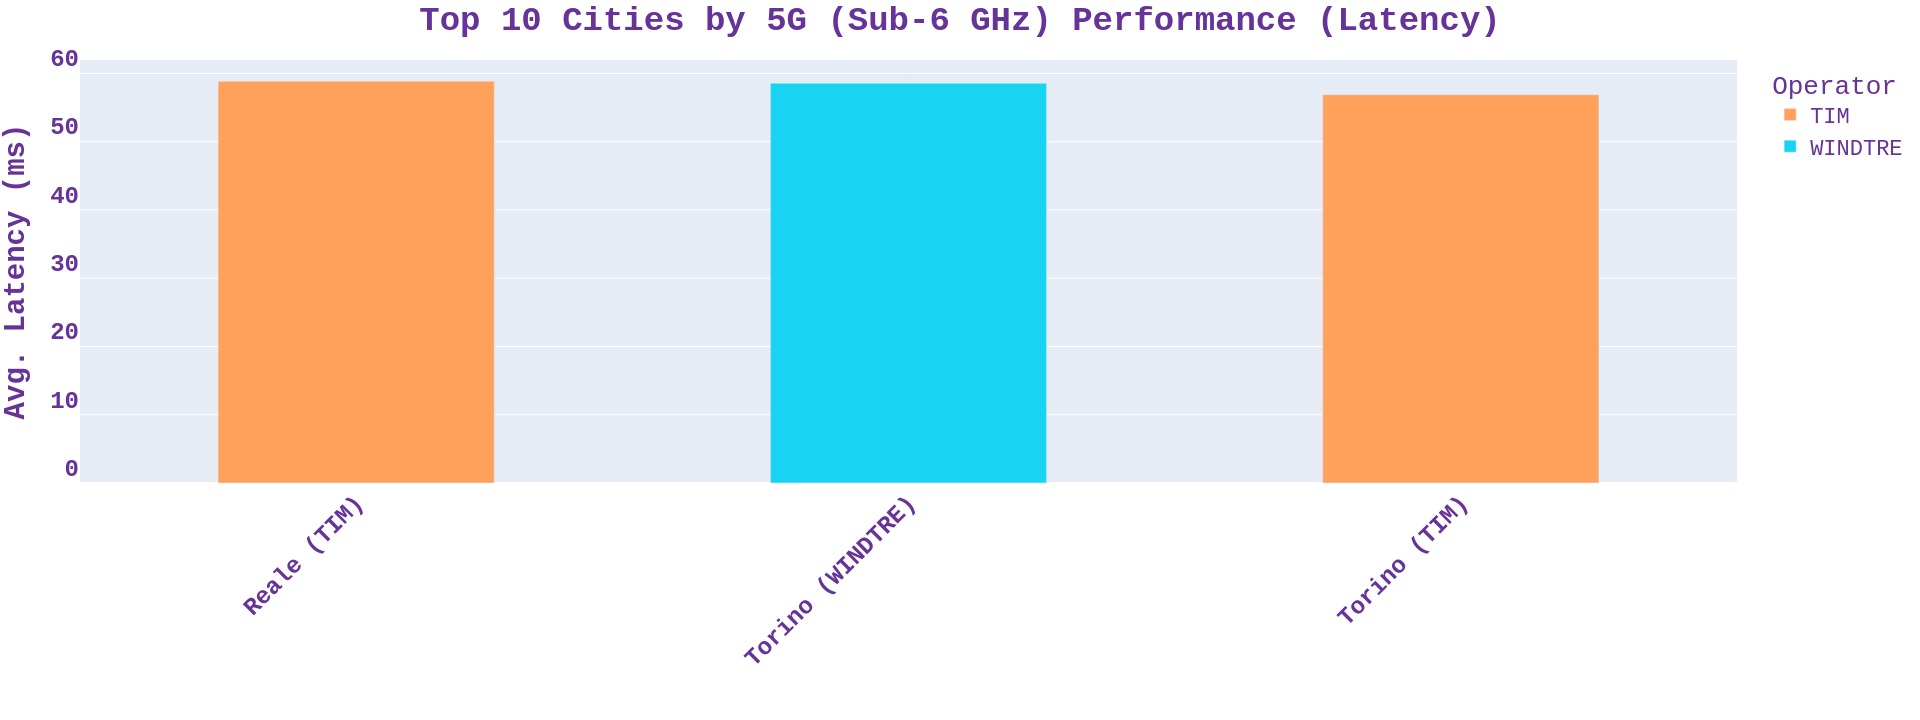 Top 10 Cities by 5G (Sub-6 GHz) Performance (Latency)
Avg. Latency (ms)
60
50
40
30
20
10
0
Reale (TIM)
Torino (WINDTRE)
Torino (TIM)
Operator
TIM
WINDTRE